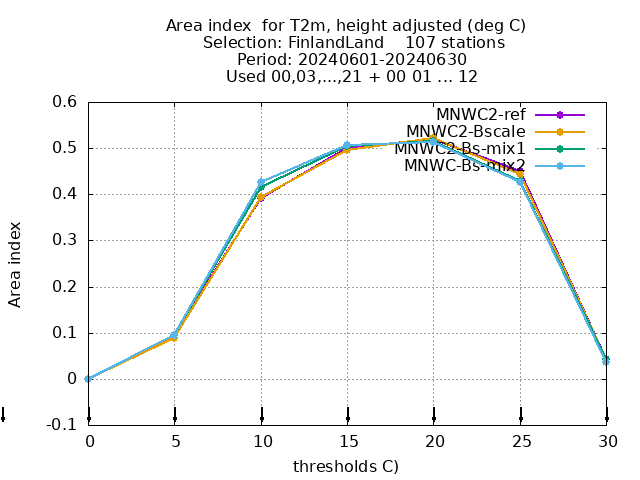 Area index  for T2m, height adjusted (deg C)
Selection: FinlandLand    107 stations
Period: 20240601-20240630
Used 00,03,...,21 + 00 01 ... 12
MNWC2-ref
MNWC2-Bscale
MNWC2-Bs-mix1
MNWC-Bs-mix2
0.6
0.5
0.4
0.3
0.2
0.1
0
-0.1
Area index
0 5 10 15 20 25 30
thresholds C)